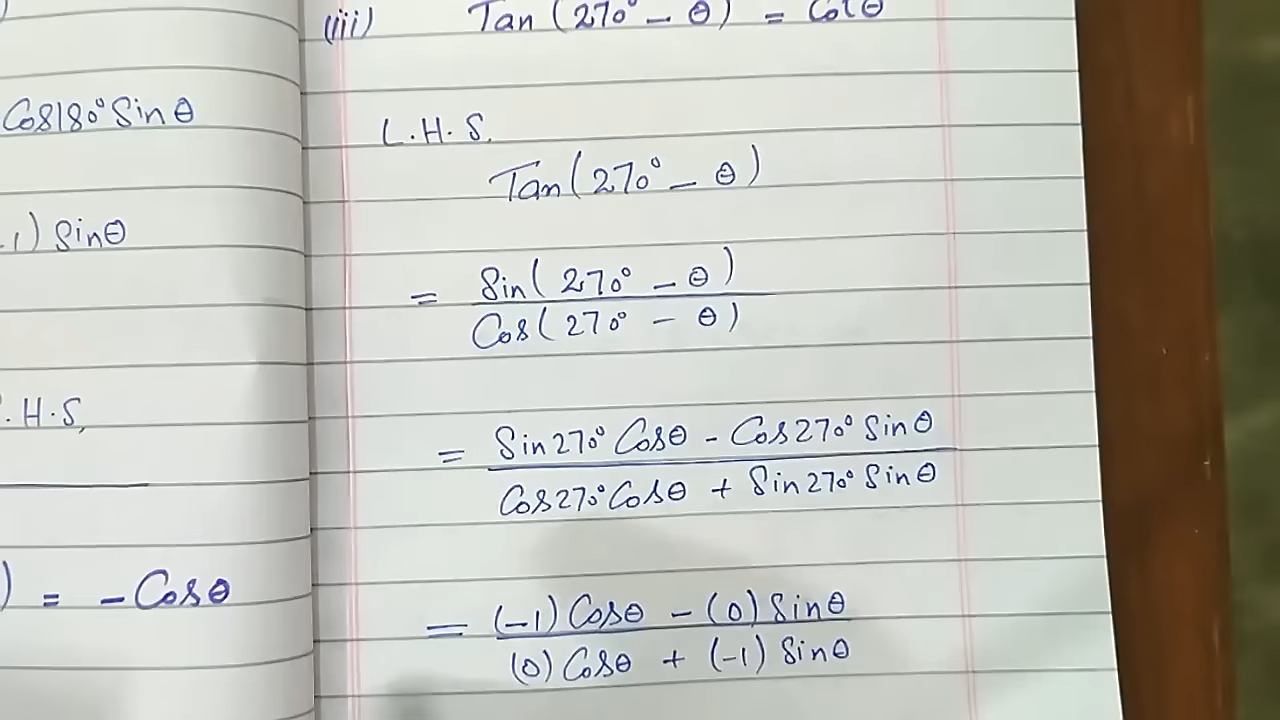 Cos180° Sinθ
-1) Sinθ
.H.S,
) = -Cosθ
(iii) Tan (270° - θ) = Cotθ
L.H.S.
Tan(270° - θ)
= Sin(270° - θ)
Cos(270° - θ)
= Sin270° Cosθ - Cos270° Sinθ
Cos270° Cosθ + Sin270° Sinθ
= (-1) Cosθ - (0) Sinθ
(0) Cosθ + (-1) Sinθ